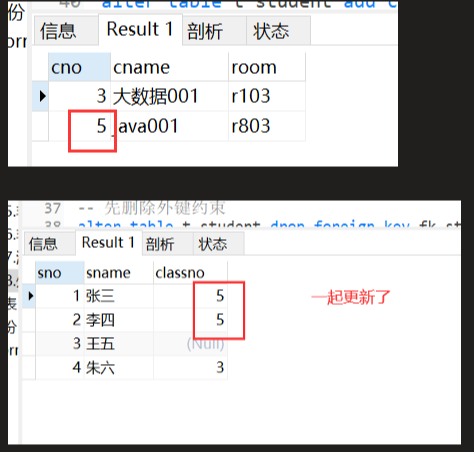 40 alter table t_student add c
份
orr
信息 Result 1 剖析 状态
cno cname room
3 大数据001 r103
5 java001 r803
37 -- 先删除外键约束
38 alter table t_student drop foreign key fk_st
信息 Result 1 剖析 状态
sno sname classno
1 张三 5
2 李四 5
3 王五 (Null)
4 朱六 3
一起更新了